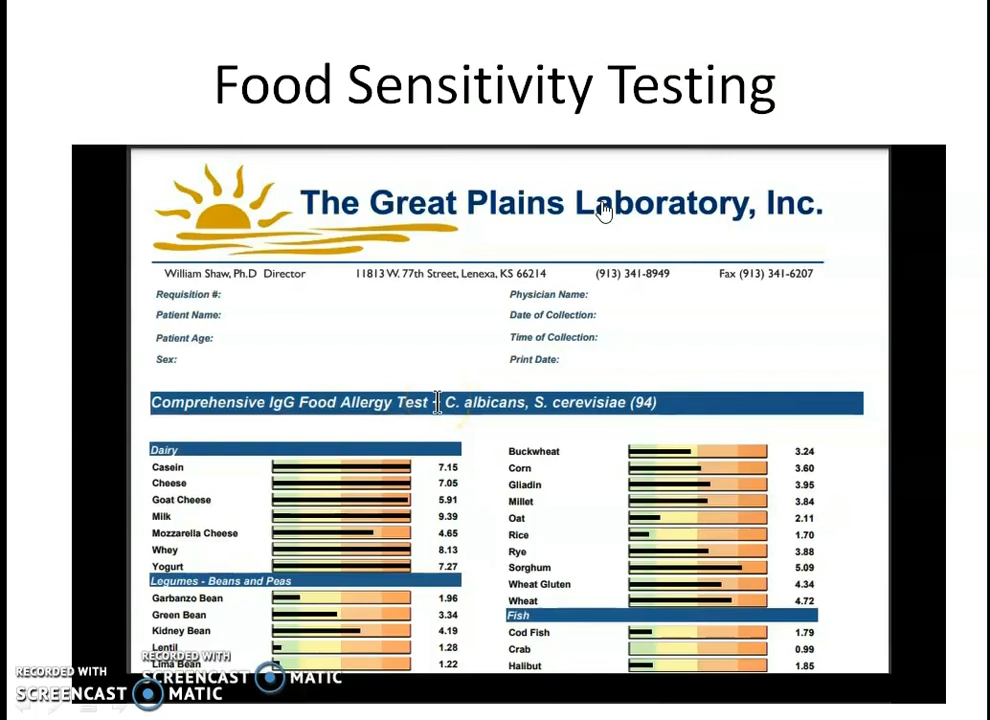 Food Sensitivity Testing
The Great Plains Laboratory, Inc.
William Shaw, Ph.D Director 11813 W. 77th Street, Lenexa, KS 66214 (913) 341-8949 Fax (913) 341-6207
Requisition #: Physician Name:
Patient Name: Date of Collection:
Patient Age: Time of Collection:
Sex: Print Date:
Comprehensive IgG Food Allergy Test + C. albicans, S. cerevisiae (94)
Dairy
Casein 7.15
Cheese 7.05
Goat Cheese 5.91
Milk 9.39
Mozzarella Cheese 4.65
Whey 8.13
Yogurt 7.27
Legumes - Beans and Peas
Garbanzo Bean 1.96
Green Bean 3.34
Kidney Bean 4.19
Lentil 1.28
Lima Bean 1.22
Buckwheat 3.24
Corn 3.60
Gliadin 3.95
Millet 3.84
Oat 2.11
Rice 1.70
Rye 3.88
Sorghum 5.09
Wheat Gluten 4.34
Wheat 4.72
Fish
Cod Fish 1.79
Crab 0.99
Halibut 1.85
RECORDED WITH
SCREENCAST MATIC
RECORDED WITH
SCREENCAST MATIC